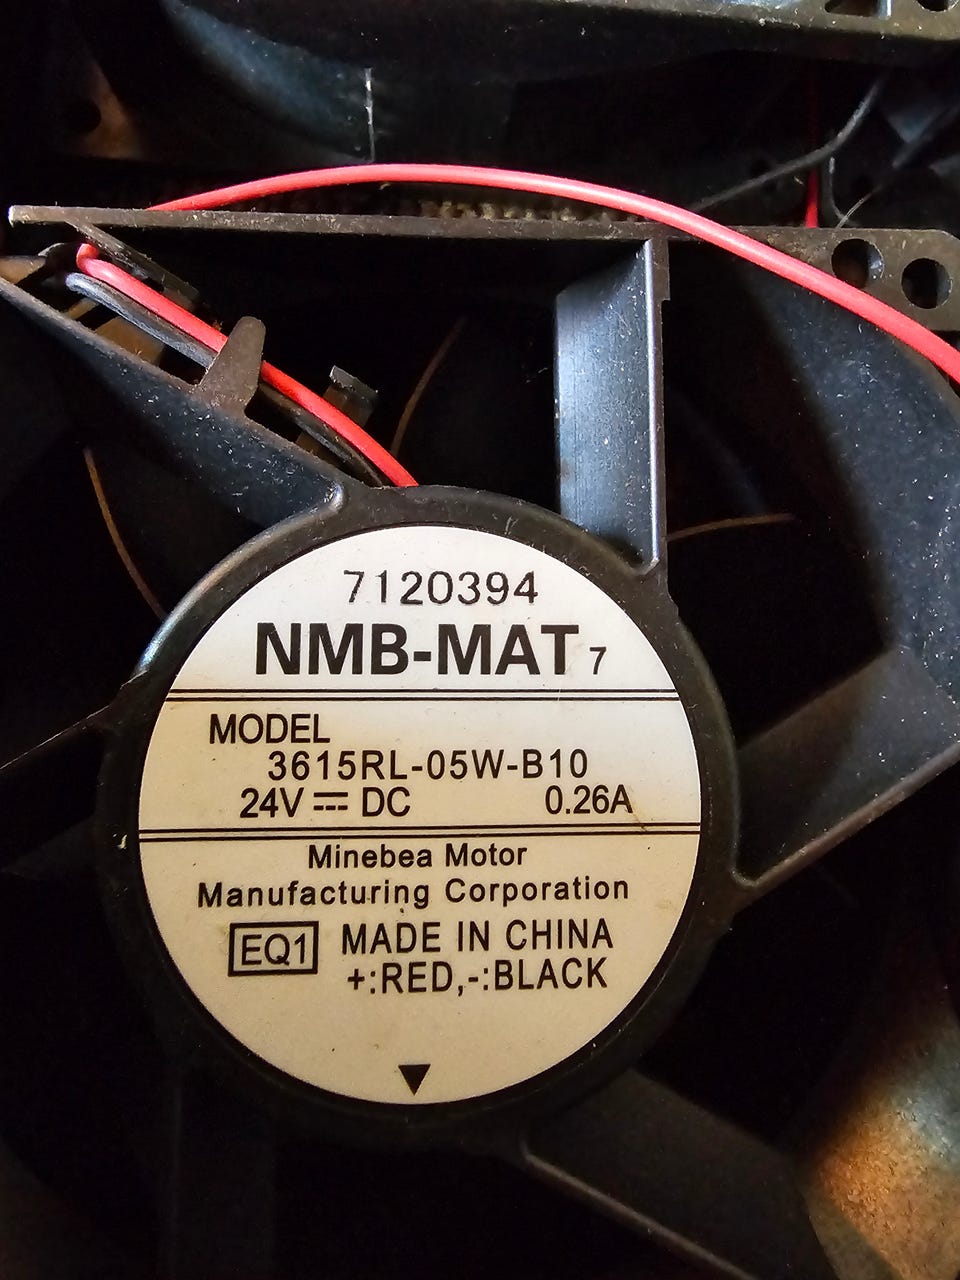 7120394
NMB-MAT 7
MODEL
3615RL-05W-B10
24V ⎓ DC 0.26A
Minebea Motor
Manufacturing Corporation
EQ1 MADE IN CHINA
+:RED,-:BLACK